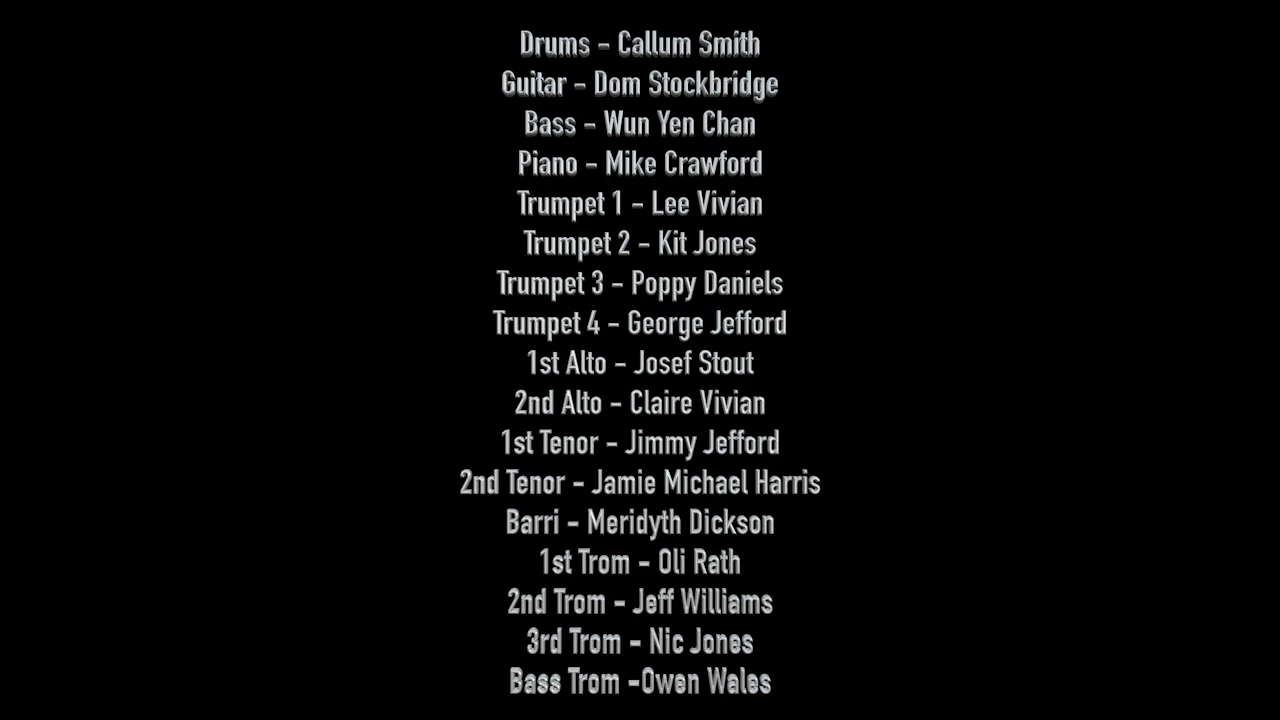 Drums - Callum Smith
Guitar - Dom Stockbridge
Bass - Wun Yen Chan
Piano - Mike Crawford
Trumpet 1 - Lee Vivian
Trumpet 2 - Kit Jones
Trumpet 3 - Poppy Daniels
Trumpet 4 - George Jefford
1st Alto - Josef Stout
2nd Alto - Claire Vivian
1st Tenor - Jimmy Jefford
2nd Tenor - Jamie Michael Harris
Barri - Meridyth Dickson
1st Trom - Oli Rath
2nd Trom - Jeff Williams
3rd Trom - Nic Jones
Bass Trom -Owen Wales